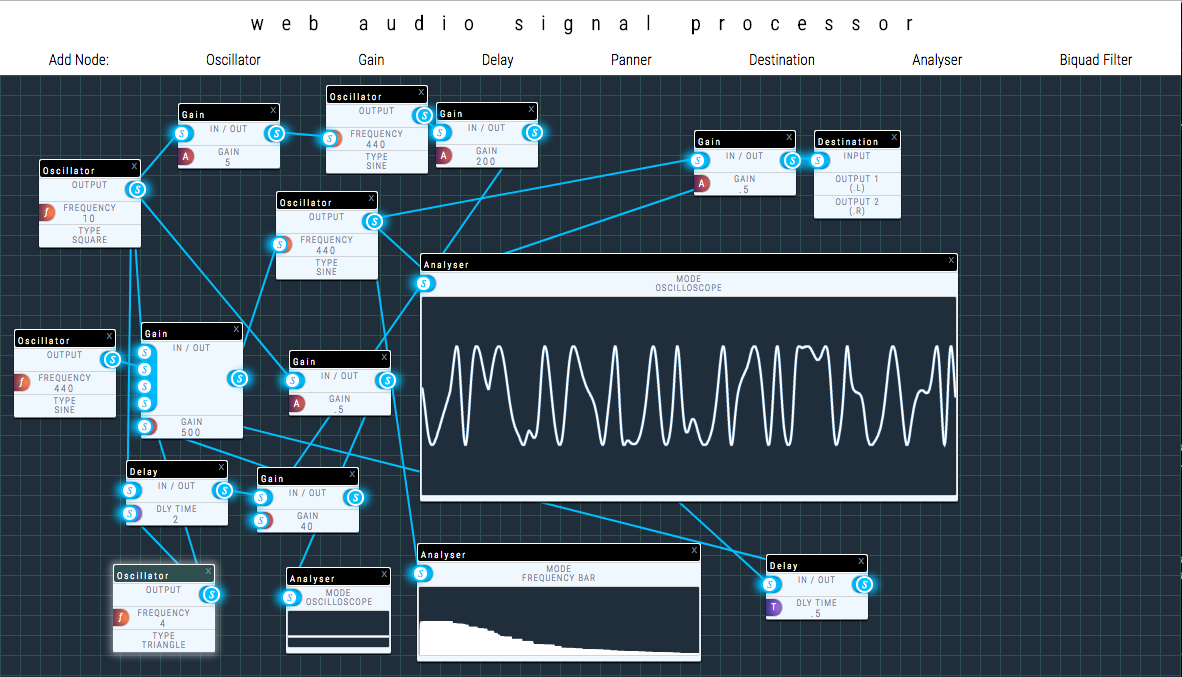 web audio signal processor
Add Node: Oscillator Gain Delay Panner Destination Analyser Biquad Filter
Oscillator X
OUTPUT S
f FREQUENCY
10
TYPE
SQUARE
Gain X
S IN / OUT S
A GAIN
5
Oscillator X
OUTPUT S
S FREQUENCY
440
TYPE
SINE
Gain X
S IN / OUT S
A GAIN
200
Gain X
S IN / OUT S
A GAIN
.5
Destination X
S INPUT
OUTPUT 1
(.L)
OUTPUT 2
(.R)
Oscillator X
OUTPUT S
S FREQUENCY
440
TYPE
SINE
Analyser X
S MODE
OSCILLOSCOPE
Oscillator X
OUTPUT S
f FREQUENCY
440
TYPE
SINE
Gain X
S IN / OUT
S
S S
S
S GAIN
500
Gain X
S IN / OUT S
A GAIN
.5
Delay X
S IN / OUT S
S DLY TIME
2
Gain X
S IN / OUT S
S GAIN
40
Oscillator X
OUTPUT S
f FREQUENCY
4
TYPE
TRIANGLE
Analyser X
S MODE
OSCILLOSCOPE
Analyser X
S MODE
FREQUENCY BAR
Delay X
S IN / OUT S
T DLY TIME
.5